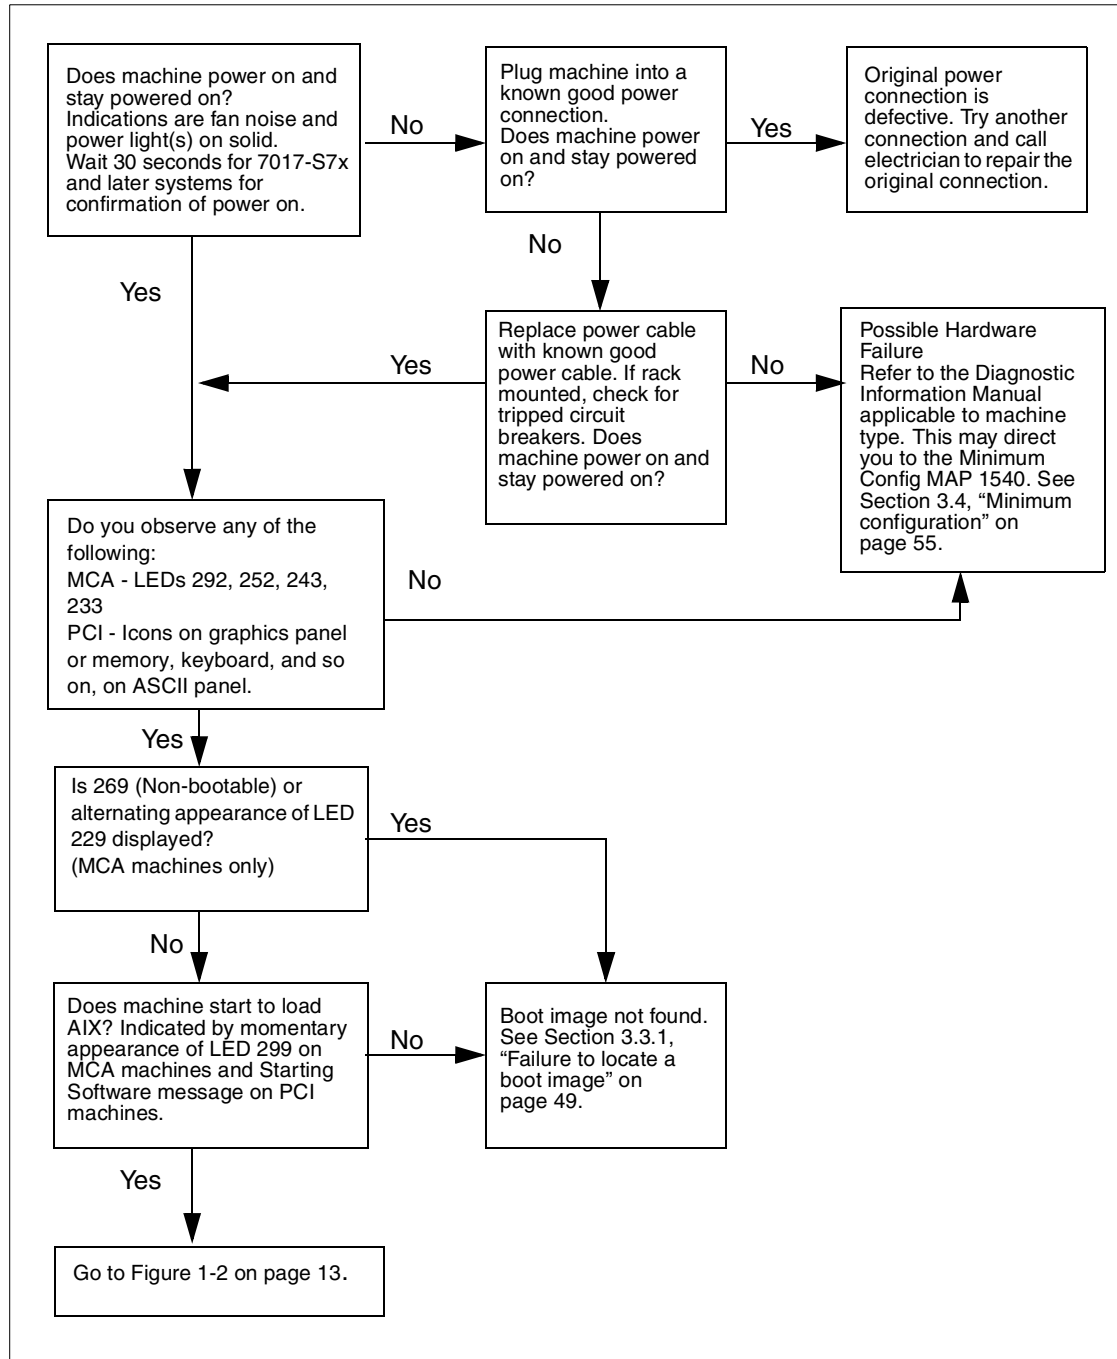 Does machine power on and
stay powered on?
Indications are fan noise and
power light(s) on solid.
Wait 30 seconds for 7017-S7x
and later systems for
confirmation of power on.
No
Plug machine into a
known good power
connection.
Does machine power
on and stay powered
on?
Yes
Original power
connection is
defective. Try another
connection and call
electrician to repair the
original connection.
Yes
No
Replace power cable
with known good
power cable. If rack
mounted, check for
tripped circuit
breakers. Does
machine power on and
stay powered on?
Yes
No
Possible Hardware
Failure
Refer to the Diagnostic
Information Manual
applicable to machine
type. This may direct
you to the Minimum
Config MAP 1540. See
Section 3.4, “Minimum
configuration” on
page 55.
Do you observe any of the
following:
MCA - LEDs 292, 252, 243,
233
PCI - Icons on graphics panel
or memory, keyboard, and so
on, on ASCII panel.
No
Yes
Is 269 (Non-bootable) or
alternating appearance of LED
229 displayed?
(MCA machines only)
Yes
No
Does machine start to load
AIX? Indicated by momentary
appearance of LED 299 on
MCA machines and Starting
Software message on PCI
machines.
No
Boot image not found.
See Section 3.3.1,
“Failure to locate a
boot image” on
page 49.
Yes
Go to Figure 1-2 on page 13.